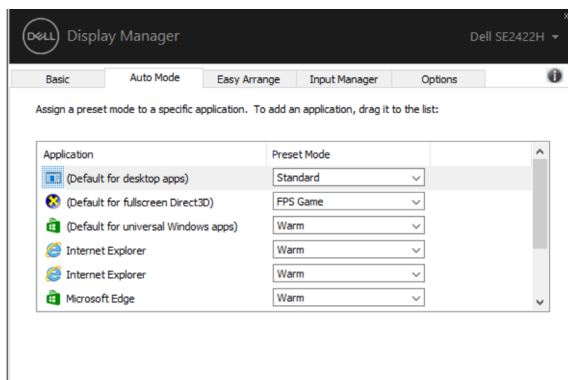 DELL Display Manager
Dell SE2422H
Basic Auto Mode Easy Arrange Input Manager Options
Assign a preset mode to a specific application. To add an application, drag it to the list:
Application Preset Mode
(Default for desktop apps) Standard
(Default for fullscreen Direct3D) FPS Game
(Default for universal Windows apps) Warm
Internet Explorer Warm
Internet Explorer Warm
Microsoft Edge Warm